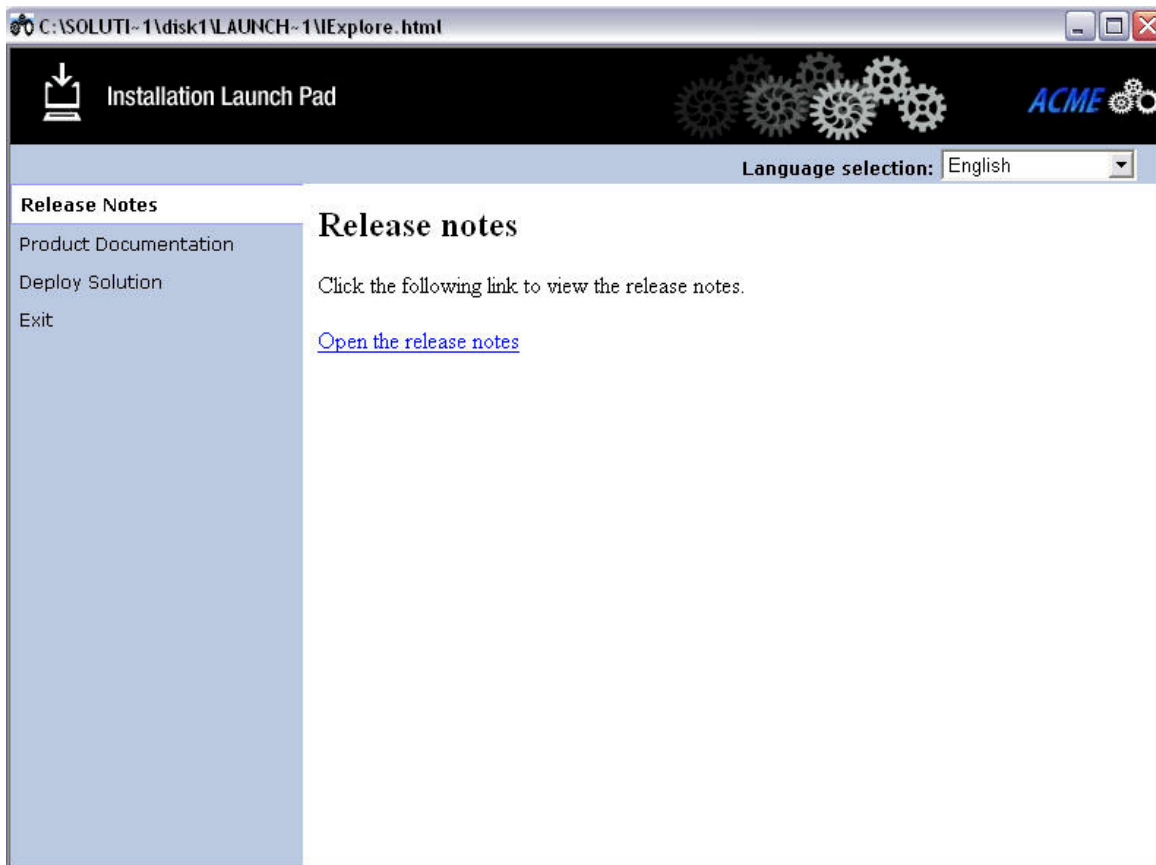 C:\SOLUTI~1\disk1\LAUNCH~1\IExplore.html
Installation Launch Pad
ACME
Language selection: English
Release Notes
Product Documentation
Deploy Solution
Exit
Release notes
Click the following link to view the release notes.
Open the release notes